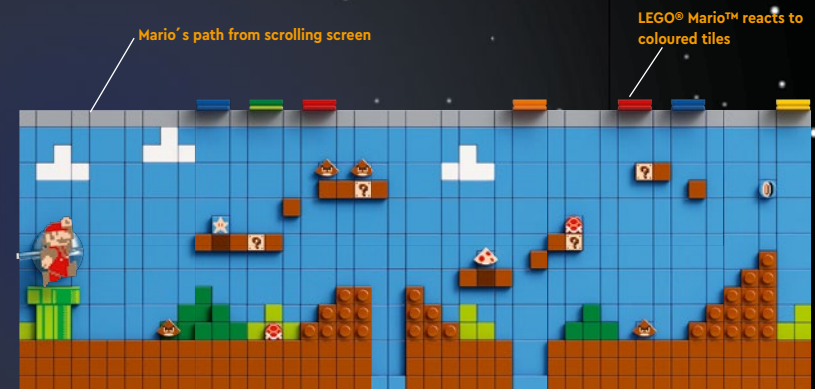 Mario´s path from scrolling screen
LEGO® Mario™ reacts to
coloured tiles
?
?
?
?